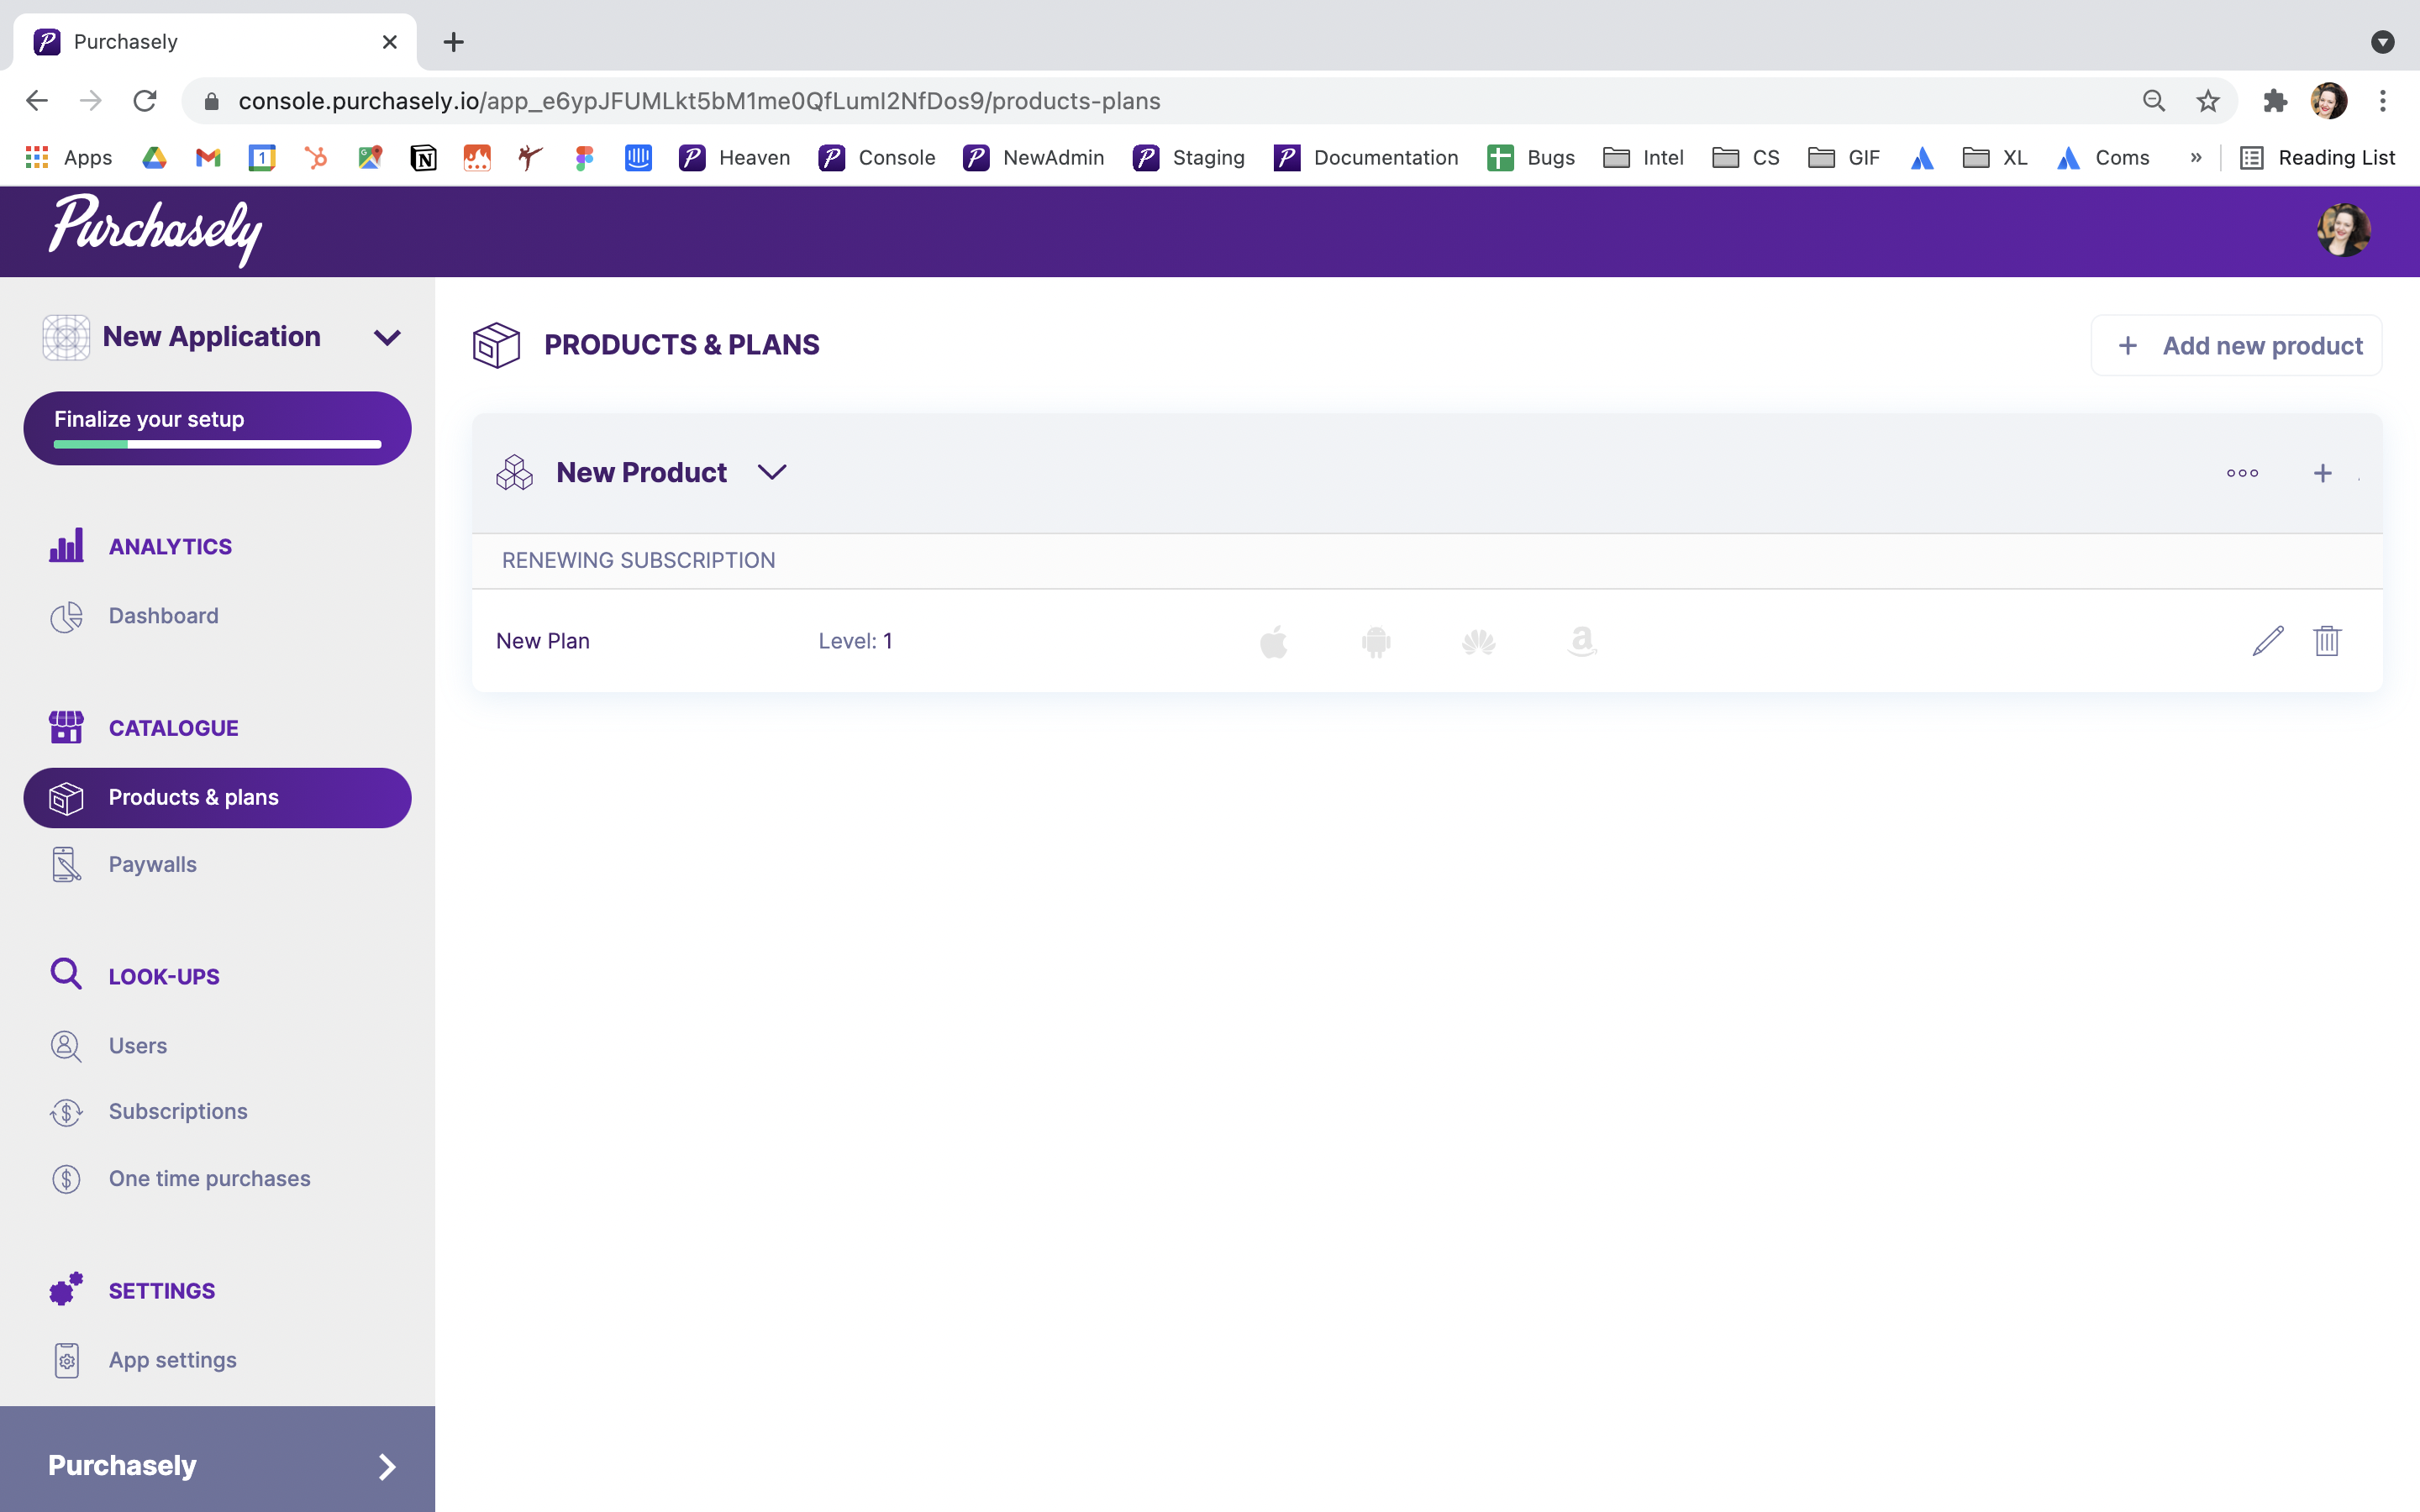 Purchasely
console.purchasely.io/app_e6ypJFUMLkt5bM1me0QfLumI2NfDos9/products-plans
Apps
Heaven
Console
NewAdmin
Staging
Documentation
Bugs
Intel
CS
GIF
XL
Coms
»
Reading List
Purchasely
New Application
Finalize your setup
ANALYTICS
Dashboard
CATALOGUE
Products & plans
Paywalls
LOOK-UPS
Users
Subscriptions
One time purchases
SETTINGS
App settings
Purchasely
PRODUCTS & PLANS
+ Add new product
New Product
RENEWING SUBSCRIPTION
New Plan
Level: 1